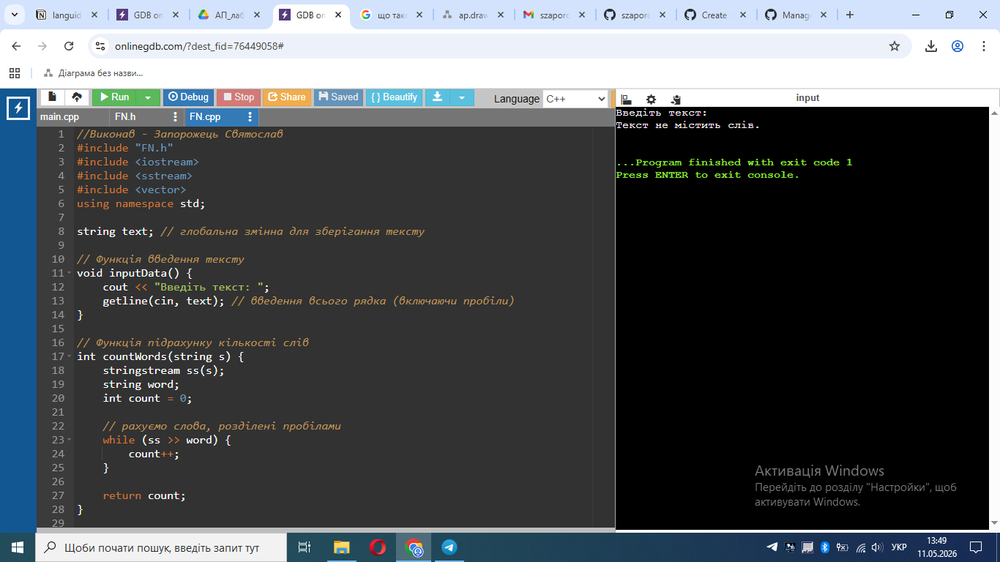 languid
GDB on
АП_лаб
GDB on
що так
ap.draw
szaporo
szaporo
Create
Manag
onlinegdb.com/?dest_fid=76449058#
Діаграма без назви...
Run
Debug
Stop
Share
Saved
{ } Beautify
Language
C++
input
main.cpp
FN.h
FN.cpp
1 //Виконав - Запорожець Святослав
2 #include "FN.h"
3 #include <iostream>
4 #include <sstream>
5 #include <vector>
6 using namespace std;
7
8 string text; // глобальна змінна для зберігання тексту
9
10 // Функція введення тексту
11 void inputData() {
12 cout << "Введіть текст: ";
13 getline(cin, text); // введення всього рядка (включаючи пробіли)
14 }
15
16 // Функція підрахунку кількості слів
17 int countWords(string s) {
18 stringstream ss(s);
19 string word;
20 int count = 0;
21
22 // рахуємо слова, розділені пробілами
23 while (ss >> word) {
24 count++;
25 }
26
27 return count;
28 }
29
Введіть текст:
Текст не містить слів.
...Program finished with exit code 1
Press ENTER to exit console.
Активація Windows
Перейдіть до розділу "Настройки", щоб
активувати Windows.
Щоби почати пошук, введіть запит тут
УКР
13:49
11.05.2026